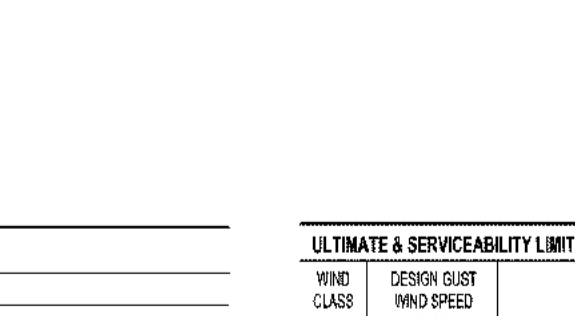 ULTIMATE & SERVICEABILITY LIMIT
WIND DESIGN GUST
CLASS WIND SPEED